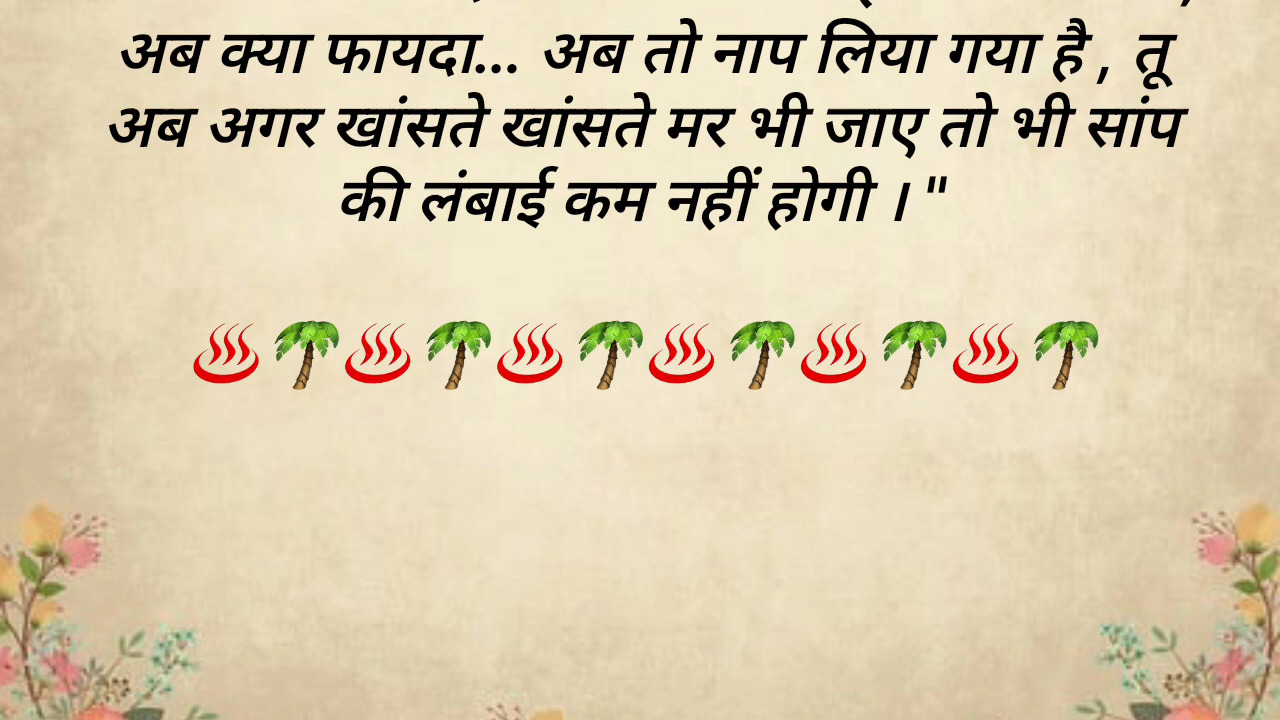 अब क्या फायदा... अब तो नाप लिया गया है , तू
अब अगर खांसते खांसते मर भी जाए तो भी सांप
की लंबाई कम नहीं होगी । "